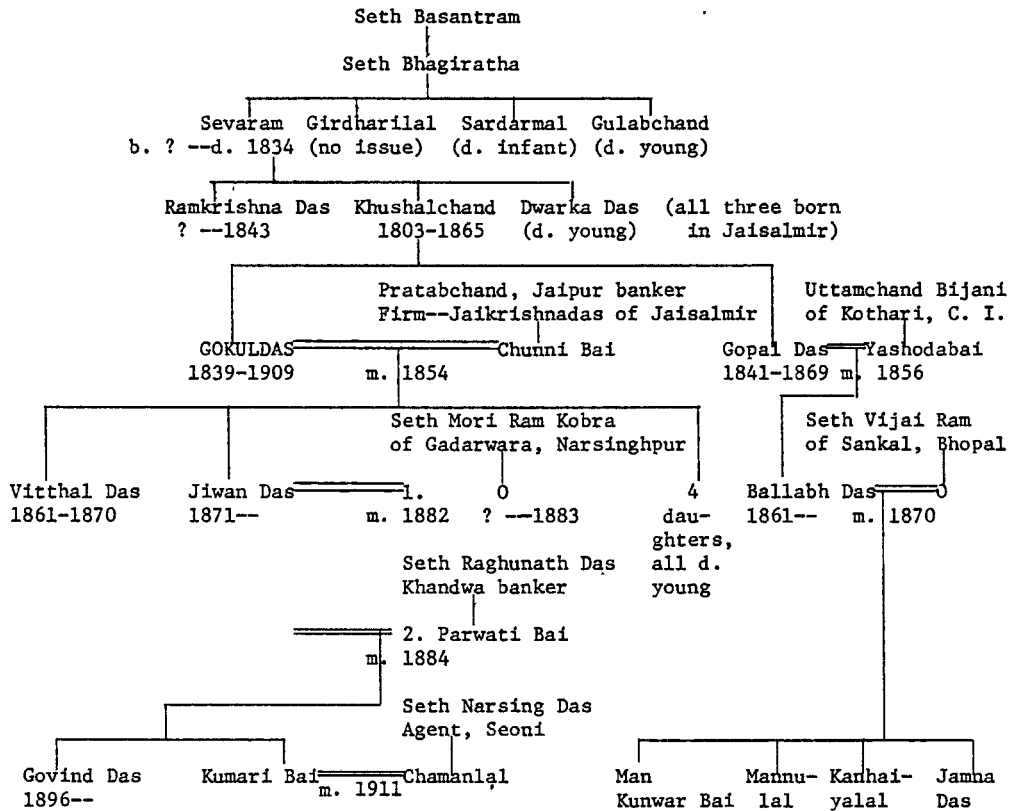 Seth Basantram
Seth Bhagiratha
Sevaram Girdharilal Sardarmal Gulabchand
b. ? --d. 1834 (no issue) (d. infant) (d. young)
Ramkrishna Das Khushalchand Dwarka Das (all three born
? --1843 1803-1865 (d. young) in Jaisalmir)
Pratabchand, Jaipur banker Uttamchand Bijani
Firm--Jaikrishnadas of Jaisalmir of Kothari, C. I.
GOKULDAS Chunni Bai Gopal Das Yashodabai
1839-1909 m. 1854 1841-1869 m. 1856
Seth Mori Ram Kobra Seth Vijai Ram
of Gadarwara, Narsinghpur of Sankal, Bhopal
Vitthal Das Jiwan Das 1. 0 4 Ballabh Das 0
1861-1870 1871-- m. 1882 ? ---1883 dau- 1861-- m. 1870
ghters,
Seth Raghunath Das all d.
Khandwa banker young
2. Parwati Bai
m. 1884
Seth Narsing Das
Agent, Seoni
Govind Das Kumari Bai Chamanlal Man Mannu- Kanhai- Jamna
1896-- m. 1911 Kunwar Bai lal yalal Das